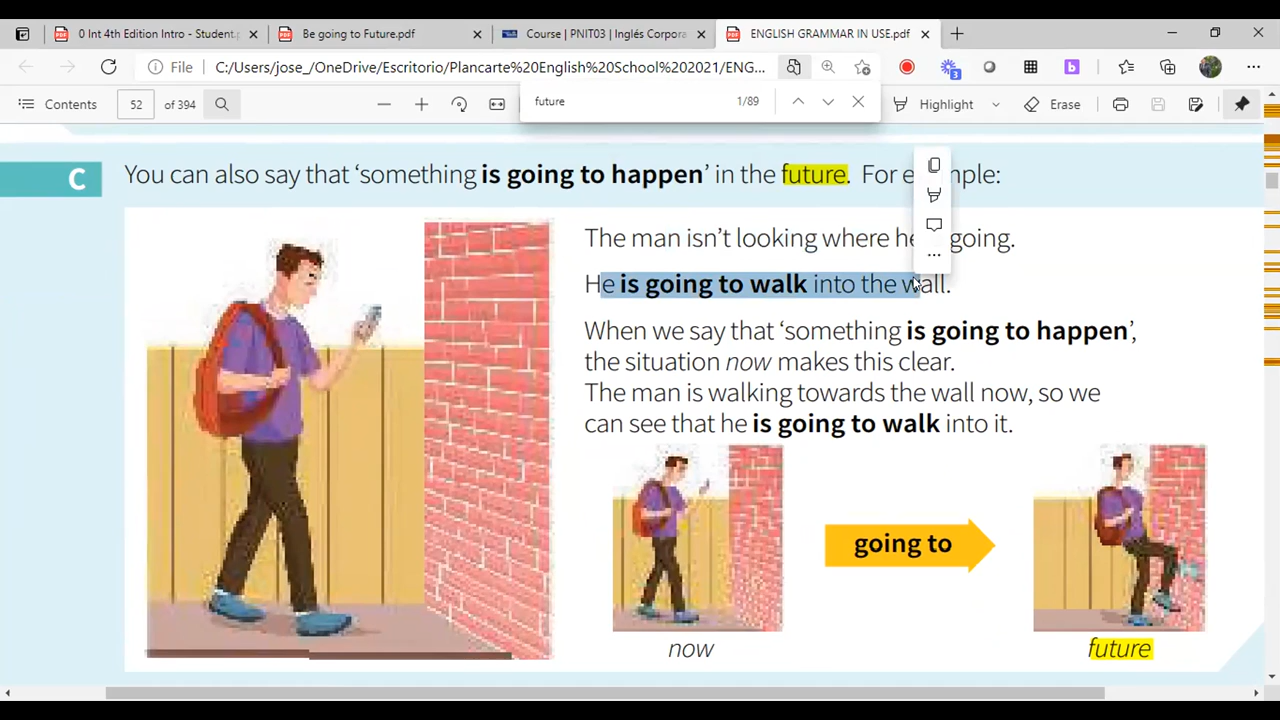 0 Int 4th Edition Intro - Student.p
Be going to Future.pdf
Course | PNIT03 | Inglés Corpora
ENGLISH GRAMMAR IN USE.pdf
File
C:/Users/jose_/OneDrive/Escritorio/Plancarte%20English%20School%202021/ENG...
3
b
Contents
52
of 394
future
1/89
Highlight
Erase
C
You can also say that ‘something is going to happen’ in the future. For e mple:
The man isn’t looking where he going.
He is going to walk into the wall.
When we say that ‘something is going to happen’,
the situation now makes this clear.
The man is walking towards the wall now, so we
can see that he is going to walk into it.
going to
now
future